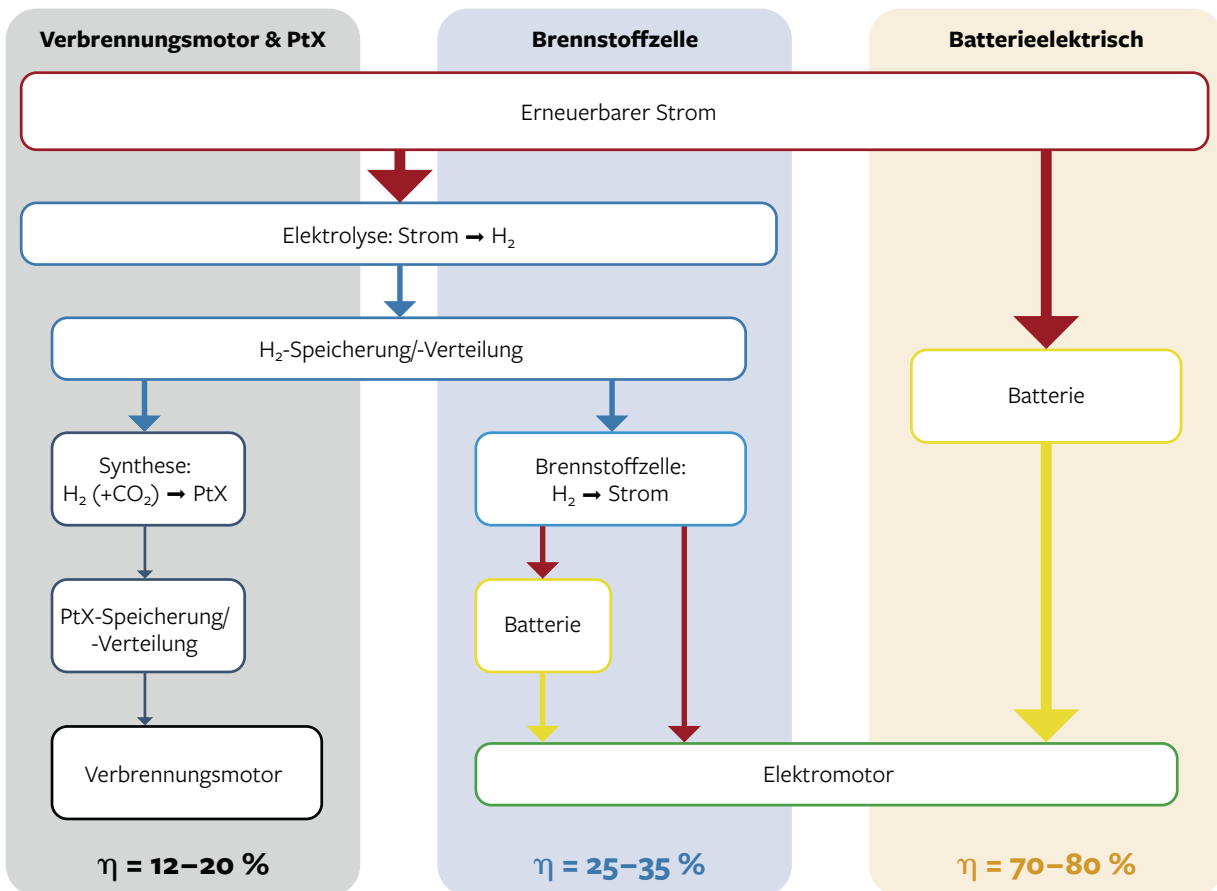 Verbrennungsmotor & PtX
Brennstoffzelle
Batterieelektrisch
Erneuerbarer Strom
Elektrolyse: Strom ➞ H₂
H₂-Speicherung/-Verteilung
Batterie
Synthese:
H₂ (+CO₂) ➞ PtX
Brennstoffzelle:
H₂ ➞ Strom
PtX-Speicherung/
-Verteilung
Batterie
Verbrennungsmotor
Elektromotor
η = 12–20 %
η = 25–35 %
η = 70–80 %